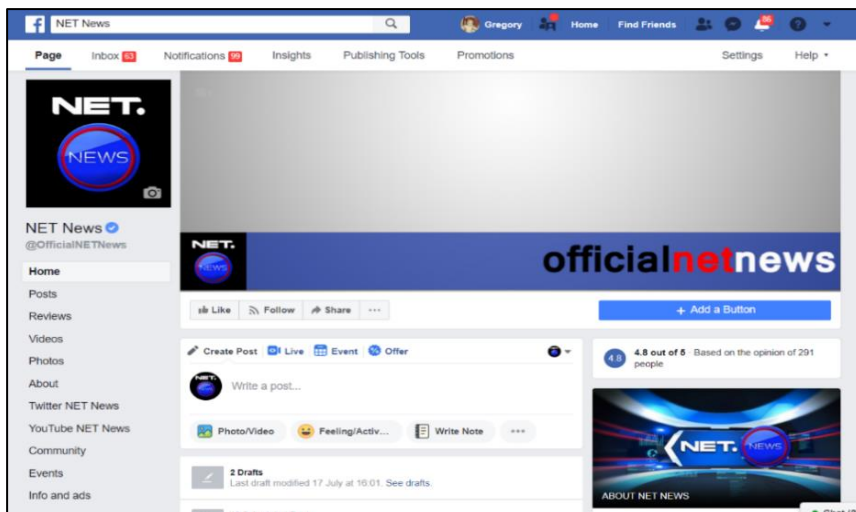 NET News
Gregory Home Find Friends 86
Page Inbox 63 Notifications 99 Insights Publishing Tools Promotions Settings Help
NET.
NEWS
NET News
@OfficialNETNews
Home
Posts
Reviews
Videos
Photos
About
Twitter NET News
YouTube NET News
Community
Events
Info and ads
NET.
NEWS
officialnetnews
Like Follow Share
+ Add a Button
Create Post Live Event Offer
NET.
Write a post...
Photo/Video Feeling/Activ... Write Note
2 Drafts
Last draft modified 17 July at 16:01. See drafts.
4.8 4.8 out of 5 · Based on the opinion of 291
people
NET. NEWS
ABOUT NET NEWS